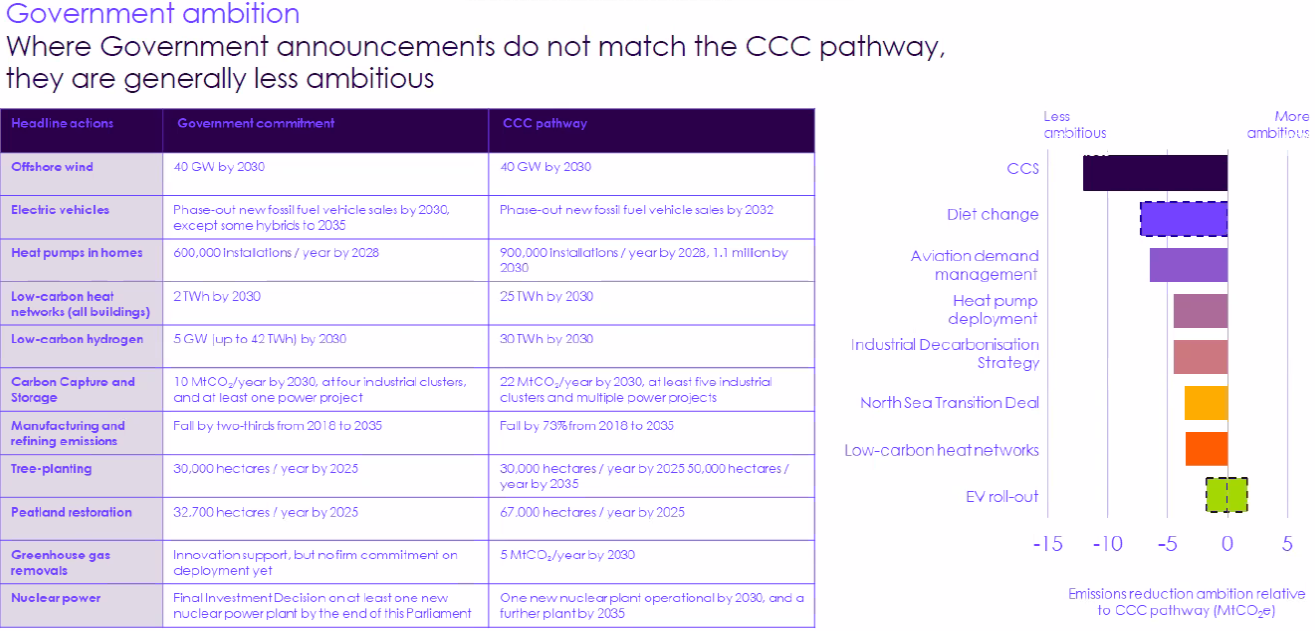 Government ambition
Where Government announcements do not match the CCC pathway,
they are generally less ambitious
Headline actions
Government commitment
CCC pathway
Offshore wind
40 GW by 2030
40 GW by 2030
Electric vehicles
Phase-out new fossil fuel vehicle sales by 2030,
except some hybrids to 2035
Phase-out new fossil fuel vehicle sales by 2032
Heat pumps in homes
600,000 installations / year by 2028
900,000 installations / year by 2028, 1.1 million by
2030
Low-carbon heat
networks (all buildings)
2 TWh by 2030
25 TWh by 2030
Low-carbon hydrogen
5 GW (up to 42 TWh) by 2030
30 TWh by 2030
Carbon Capture and
Storage
10 MtCO₂/year by 2030, at four industrial clusters,
and at least one power project
22 MtCO₂/year by 2030, at least five industrial
clusters and multiple power projects
Manufacturing and
refining emissions
Fall by two-thirds from 2018 to 2035
Fall by 73% from 2018 to 2035
Tree-planting
30,000 hectares / year by 2025
30,000 hectares / year by 2025 50,000 hectares /
year by 2035
Peatland restoration
32,700 hectares / year by 2025
67,000 hectares / year by 2025
Greenhouse gas
removals
Innovation support, but no firm commitment on
deployment yet
5 MtCO₂/year by 2030
Nuclear power
Final Investment Decision on at least one new
nuclear power plant by the end of this Parliament
One new nuclear plant operational by 2030, and a
further plant by 2035
Less
ambitious
More
ambitious
CCS
Diet change
Aviation demand
management
Heat pump
deployment
Industrial Decarbonisation
Strategy
North Sea Transition Deal
Low-carbon heat networks
EV roll-out
-15 -10 -5 0 5
Emissions reduction ambition relative
to CCC pathway (MtCO₂e)